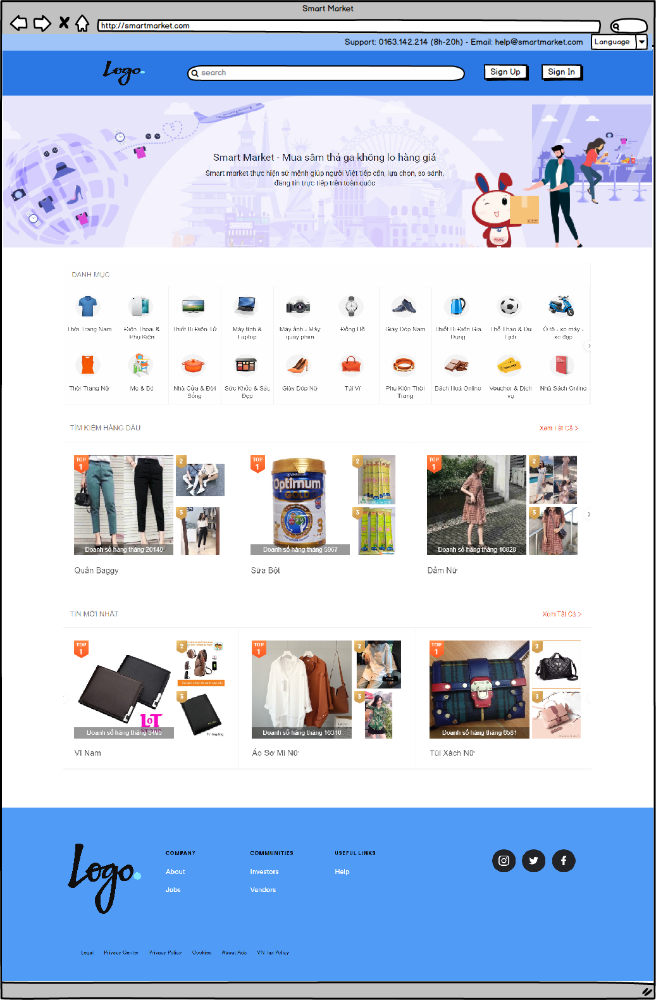 Smart Market
http://smartmarket.com
Support: 0163.142.214 (8h-20h) - Email: help@smartmarket.com
Language
Logo
search
Sign Up
Sign In
Smart Market - Mua sắm thả ga không lo hàng giả
Smart market thực hiện sứ mệnh giúp người Việt tiếp cận, lựa chọn, so sánh,
đăng tin trực tiếp trên toàn quốc
DANH MỤC
Thời Trang Nam
Điện Thoại &
Phụ Kiện
Thiết Bị Điện Tử
Máy tính &
Laptop
Máy ảnh - Máy
quay phim
Đồng Hồ
Giày Dép Nam
Thiết Bị Điện Gia
Dụng
Thể Thao & Du
Lịch
Ô tô - xe máy -
xe đạp
Thời Trang Nữ
Mẹ & Bé
Nhà Cửa & Đời
Sống
Sức Khỏe & Sắc
Đẹp
Giày Dép Nữ
Túi Ví
Phụ Kiện Thời
Trang
Bách Hoá Online
Voucher & Dịch
vụ
Nhà Sách Online
TÌM KIẾM HÀNG ĐẦU
Xem Tất Cả >
TOP
1
2
3
Doanh số hàng tháng 20140
Quần Baggy
TOP
1
Optimum
GOLD
DHA
3
2
3
Doanh số hàng tháng 5967
Sữa Bột
TOP
1
2
3
Doanh số hàng tháng 10828
Đầm Nữ
TIN MỚI NHẤT
Xem Tất Cả >
TOP
1
2
3
LoT
Doanh số hàng tháng 5495
Ví Nam
TOP
1
2
3
Doanh số hàng tháng 16310
Áo Sơ Mi Nữ
TOP
1
2
3
Doanh số hàng tháng 6581
Túi Xách Nữ
Logo
COMPANY
About
Jobs
COMMUNITIES
Investors
Vendors
USEFUL LINKS
Help
Legal
Privacy Center
Privacy Policy
Cookies
About Ads
VN Tax Policy